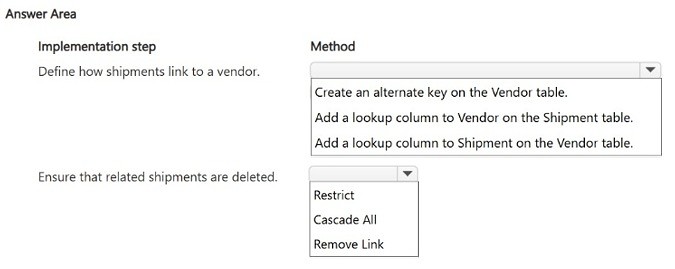 Answer Area
Implementation step
Method
Define how shipments link to a vendor.
Create an alternate key on the Vendor table.
Add a lookup column to Vendor on the Shipment table.
Add a lookup column to Shipment on the Vendor table.
Ensure that related shipments are deleted.
Restrict
Cascade All
Remove Link